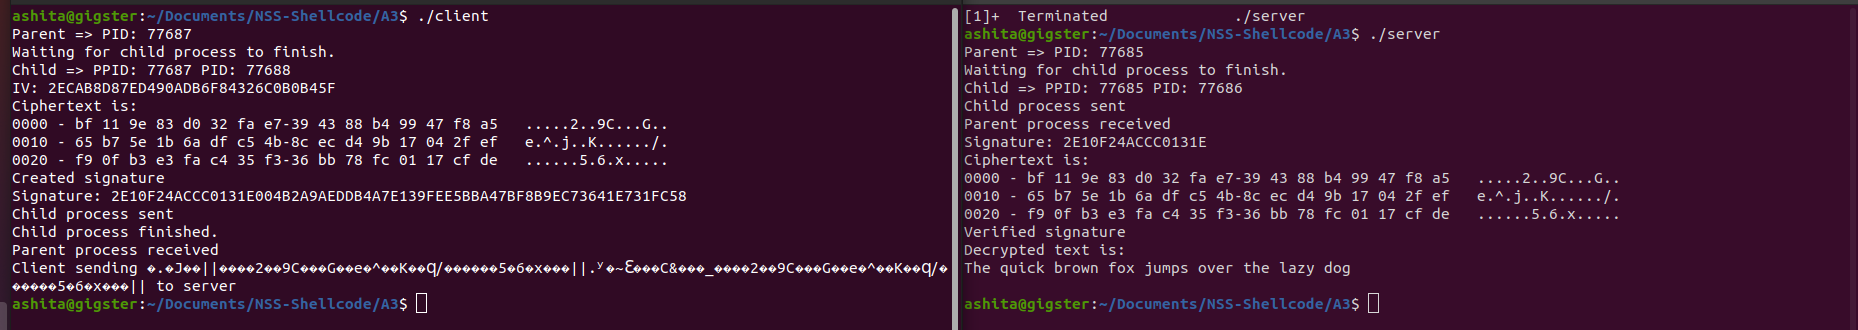 ashita@gigster:~/Documents/NSS-Shellcode/A3$ ./client
Parent => PID: 77687
Waiting for child process to finish.
Child => PPID: 77687 PID: 77688
IV: 2ECAB8D87ED490ADB6F84326C0B0B45F
Ciphertext is:
0000 - bf 11 9e 83 d0 32 fa e7-39 43 88 b4 99 47 f8 a5   .....2..9C...G..
0010 - 65 b7 5e 1b 6a df c5 4b-8c ec d4 9b 17 04 2f ef   e.^.j..K....../.
0020 - f9 0f b3 e3 fa c4 35 f3-36 bb 78 fc 01 17 cf de   ......5.6.x.....
Created signature
Signature: 2E10F24ACCC0131E004B2A9AEDDB4A7E139FEE5BBA47BF8B9EC73641E731FC58
Child process sent
Child process finished.
Parent process received
Client sending �.�J��||����2��9C���G��e�^��K��զ/������5�6�x���||.ʸ�~Ƹ���C&���_����2��9C���G��e�^��K��զ/�
�����5�6�x���|| to server
ashita@gigster:~/Documents/NSS-Shellcode/A3$
[1]+  Terminated              ./server
ashita@gigster:~/Documents/NSS-Shellcode/A3$ ./server
Parent => PID: 77685
Waiting for child process to finish.
Child => PPID: 77685 PID: 77686
Child process sent
Parent process received
Signature: 2E10F24ACCC0131E
Ciphertext is:
0000 - bf 11 9e 83 d0 32 fa e7-39 43 88 b4 99 47 f8 a5   .....2..9C...G..
0010 - 65 b7 5e 1b 6a df c5 4b-8c ec d4 9b 17 04 2f ef   e.^.j..K....../.
0020 - f9 0f b3 e3 fa c4 35 f3-36 bb 78 fc 01 17 cf de   ......5.6.x.....
Verified signature
Decrypted text is:
The quick brown fox jumps over the lazy dog
ashita@gigster:~/Documents/NSS-Shellcode/A3$